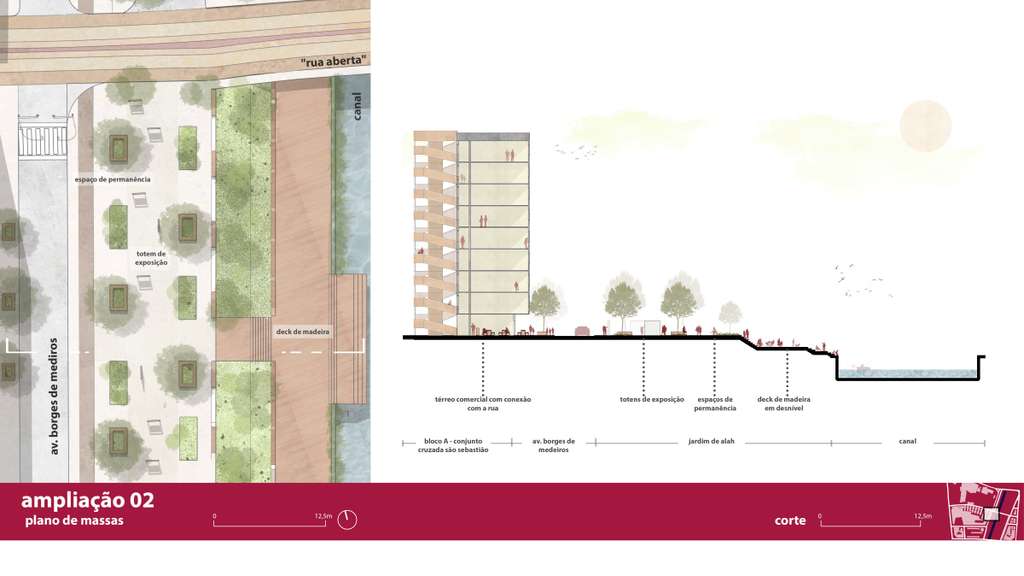 "rua aberta"
canal
espaço de permanência
totem de
exposição
deck de madeira
av. borges de mediros
térreo comercial com conexão
com a rua
totens de exposição
espaços de
permanência
deck de madeira
em desnível
bloco A - conjunto
cruzada são sebastião
av. borges de
medeiros
jardim de alah
canal
ampliação 02
plano de massas
0
12,5m
corte
0
12,5m